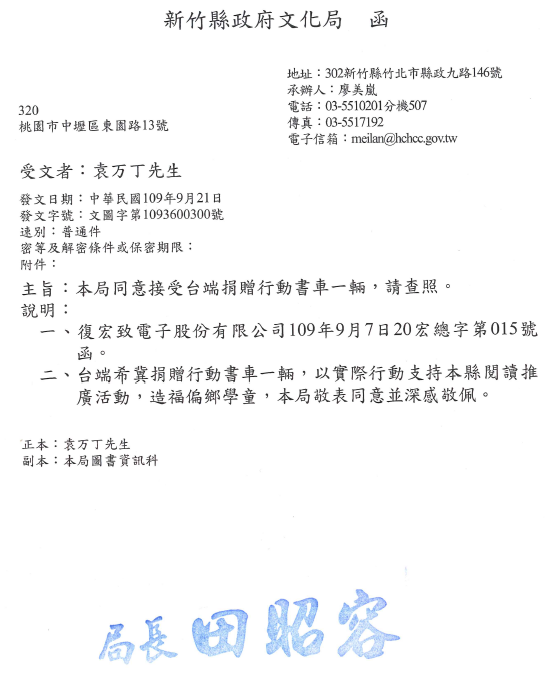 新竹縣政府文化局　函
地址：302新竹縣竹北市縣政九路146號
承辦人：廖美嵐
電話：03-5510201分機507
傳真：03-5517192
電子信箱：meilan@hchcc.gov.tw
320
桃園市中壢區東園路13號
受文者：袁万丁先生
發文日期：中華民國109年9月21日
發文字號：文圖字第1093600300號
速別：普通件
密等及解密條件或保密期限：
附件：
主旨：本局同意接受台端捐贈行動書車一輛，請查照。
說明：
一、復宏致電子股份有限公司109年9月7日20宏總字第015號
函。
二、台端希冀捐贈行動書車一輛，以實際行動支持本縣閱讀推
廣活動，造福偏鄉學童，本局敬表同意並深感敬佩。
正本：袁万丁先生
副本：本局圖書資訊科
局長 田昭容